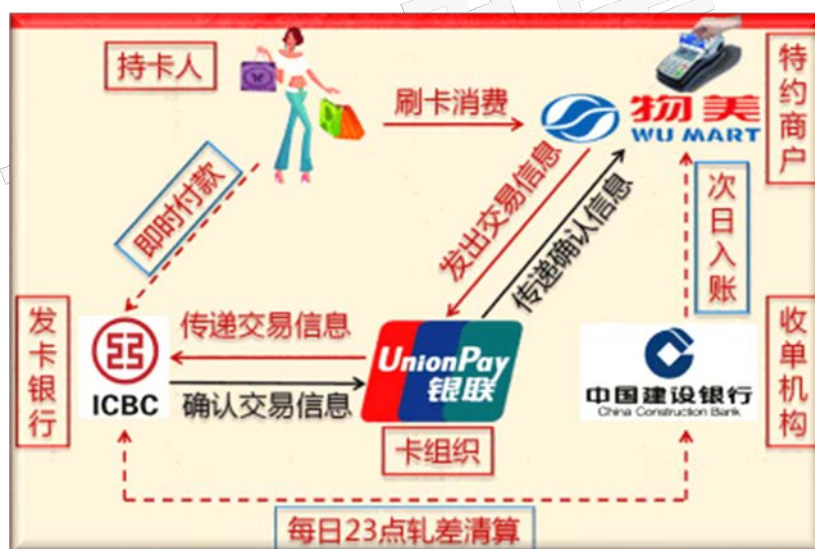 持卡人
刷卡消费
物美
WU MART
特约商户
即时付款
发出交易信息
传递确认信息
次日入账
发卡银行
ICBC
传递交易信息
确认交易信息
UnionPay
银联
卡组织
中国建设银行
China Construction Bank
收单机构
每日23点轧差清算